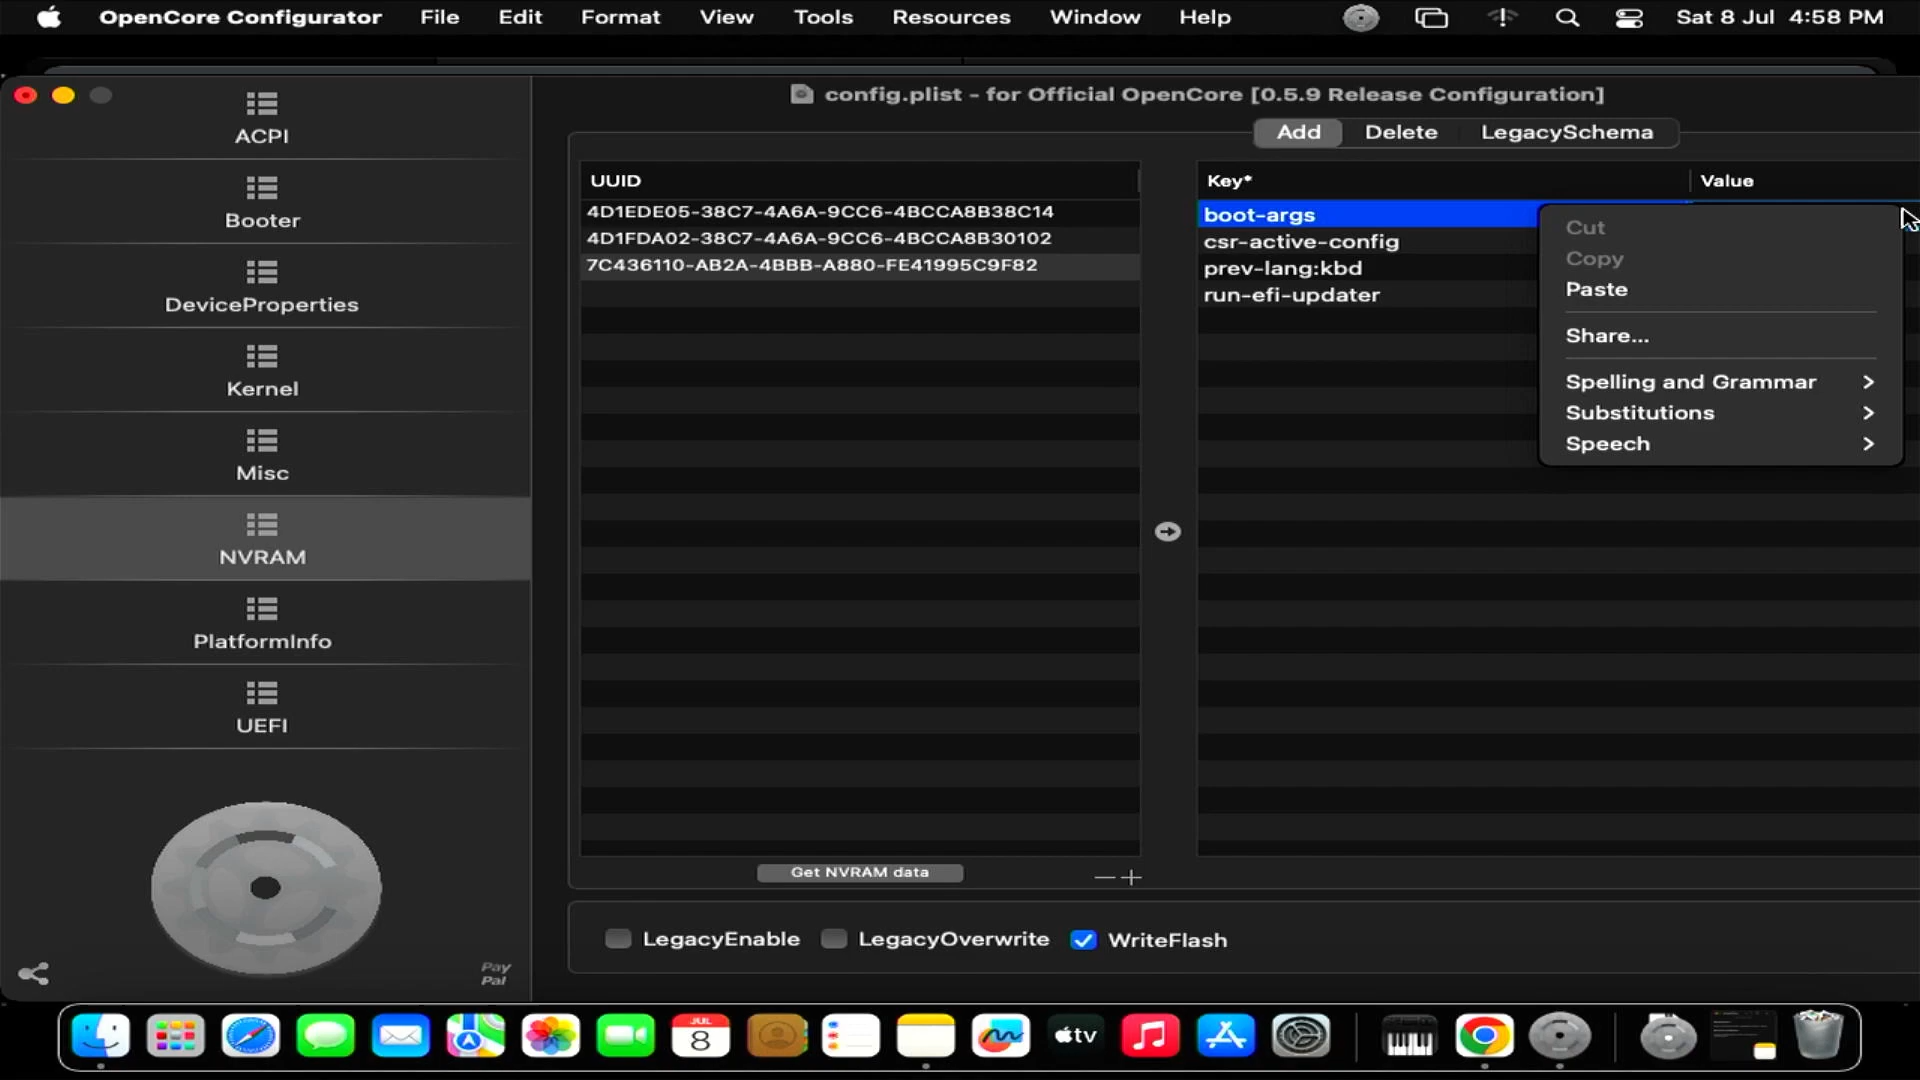 OpenCore Configurator File Edit Format View Tools Resources Window Help Sat 8 Jul 4:58 PM
config.plist - for Official OpenCore [0.5.9 Release Configuration]
ACPI
Booter
DeviceProperties
Kernel
Misc
NVRAM
PlatformInfo
UEFI
Pay
Pal
Add Delete LegacySchema
UUID
4D1EDE05-38C7-4A6A-9CC6-4BCCA8B38C14
4D1FDA02-38C7-4A6A-9CC6-4BCCA8B30102
7C436110-AB2A-4BBB-A880-FE41995C9F82
Get NVRAM data
Key* Value
boot-args
csr-active-config
prev-lang:kbd
run-efi-updater
Cut
Copy
Paste
Share...
Spelling and Grammar
Substitutions
Speech
LegacyEnable LegacyOverwrite WriteFlash
JUL
8
tv